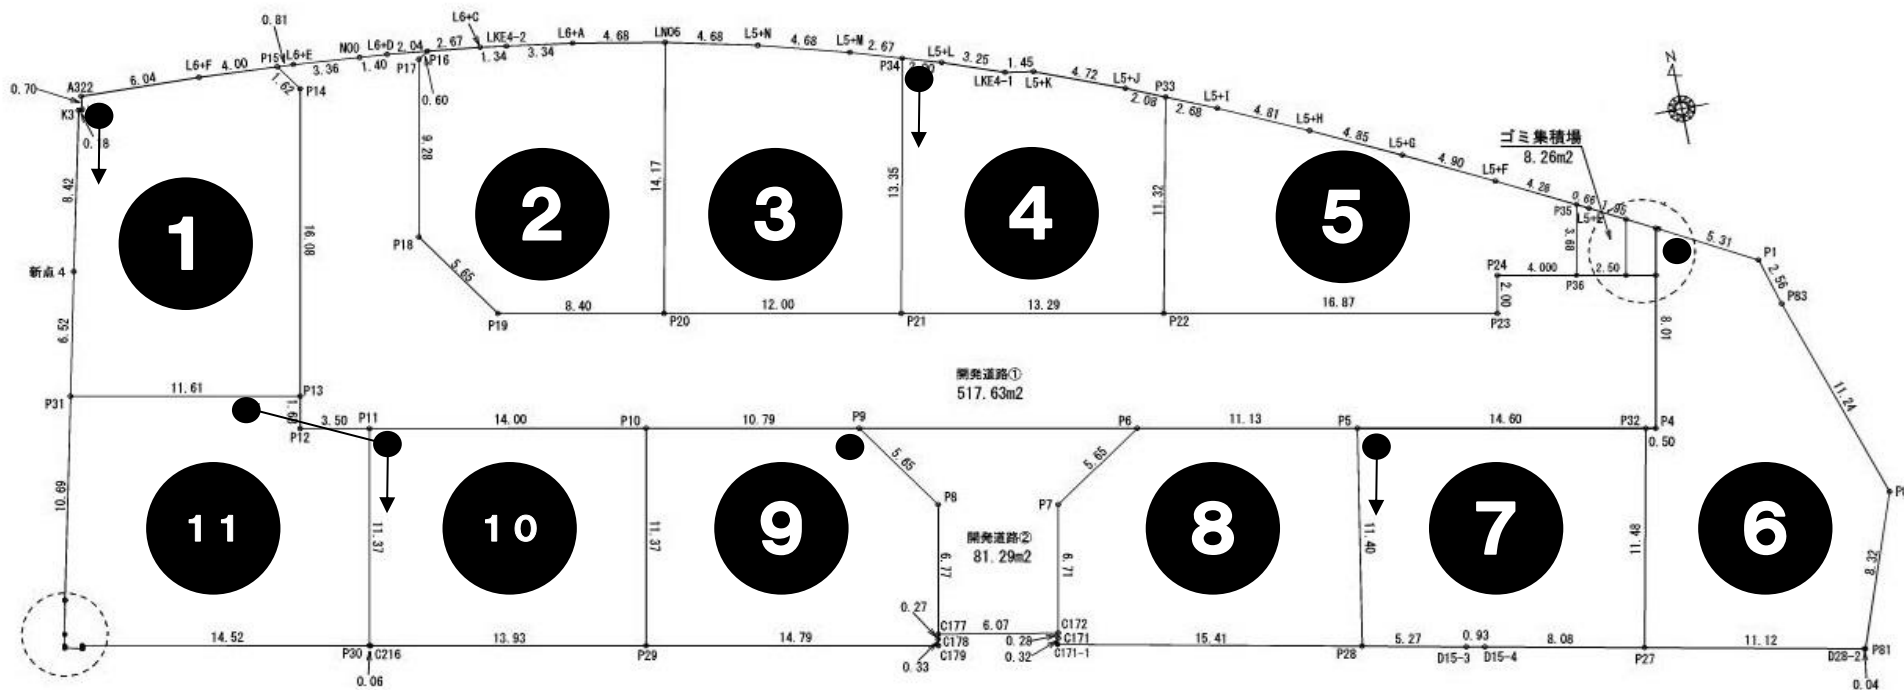 0.81
L6+G
L6+F 4.00 P15 L6+E 3.36 N00 1.40 L6+D 2.04 P16 2.67 1.34 LKE4-2 3.34 L6+A 4.68 LN06 4.68 L5+N 4.68 L5+M 2.67 P34 2.00 L5+L 3.25 1.45
0.70 A322 6.04 1.62 P14 P17 0.60 LKE4-1 L5+K 4.72 L5+J 2.08 P33 2.68 L5+I 4.81 L5+H 4.85 L5+G 4.90 L5+F 4.26
K3
8.42
9.28
14.17
13.35
11.32
N
ゴミ集積場
8.26m2
P35 0.66 1.95 5.31 P1
3.68
2.56
P83
1
2
3
4
5
16.08
新点4
P18
5.65
P24 4.000 P36 2.50
2.00
8.01
6.52
P19 8.40 P20 12.00 P21 13.29 P22 16.87 P23
開発道路①
517.63m2
11.24
P31 11.61 P13
P12 3.50 P11 14.00 P10 10.79 P9 P6 11.13 P5 14.60 P32 P4
0.50
5.65
5.65
P8 P7
10.69
11.37
11.37
11.40
11.48
8.32
11
10
9
開発道路②
81.29m2
8
7
6
6.77
6.71
0.27 C177 6.07 C172
C178 0.28 C171
0.33 C179 0.32 C171-1
14.52 P30 C216 13.93 P29 14.79 15.41 P28 5.27 D15-3 0.93 D15-4 8.08 P27 11.12 D28-2 P81
0.06
0.04